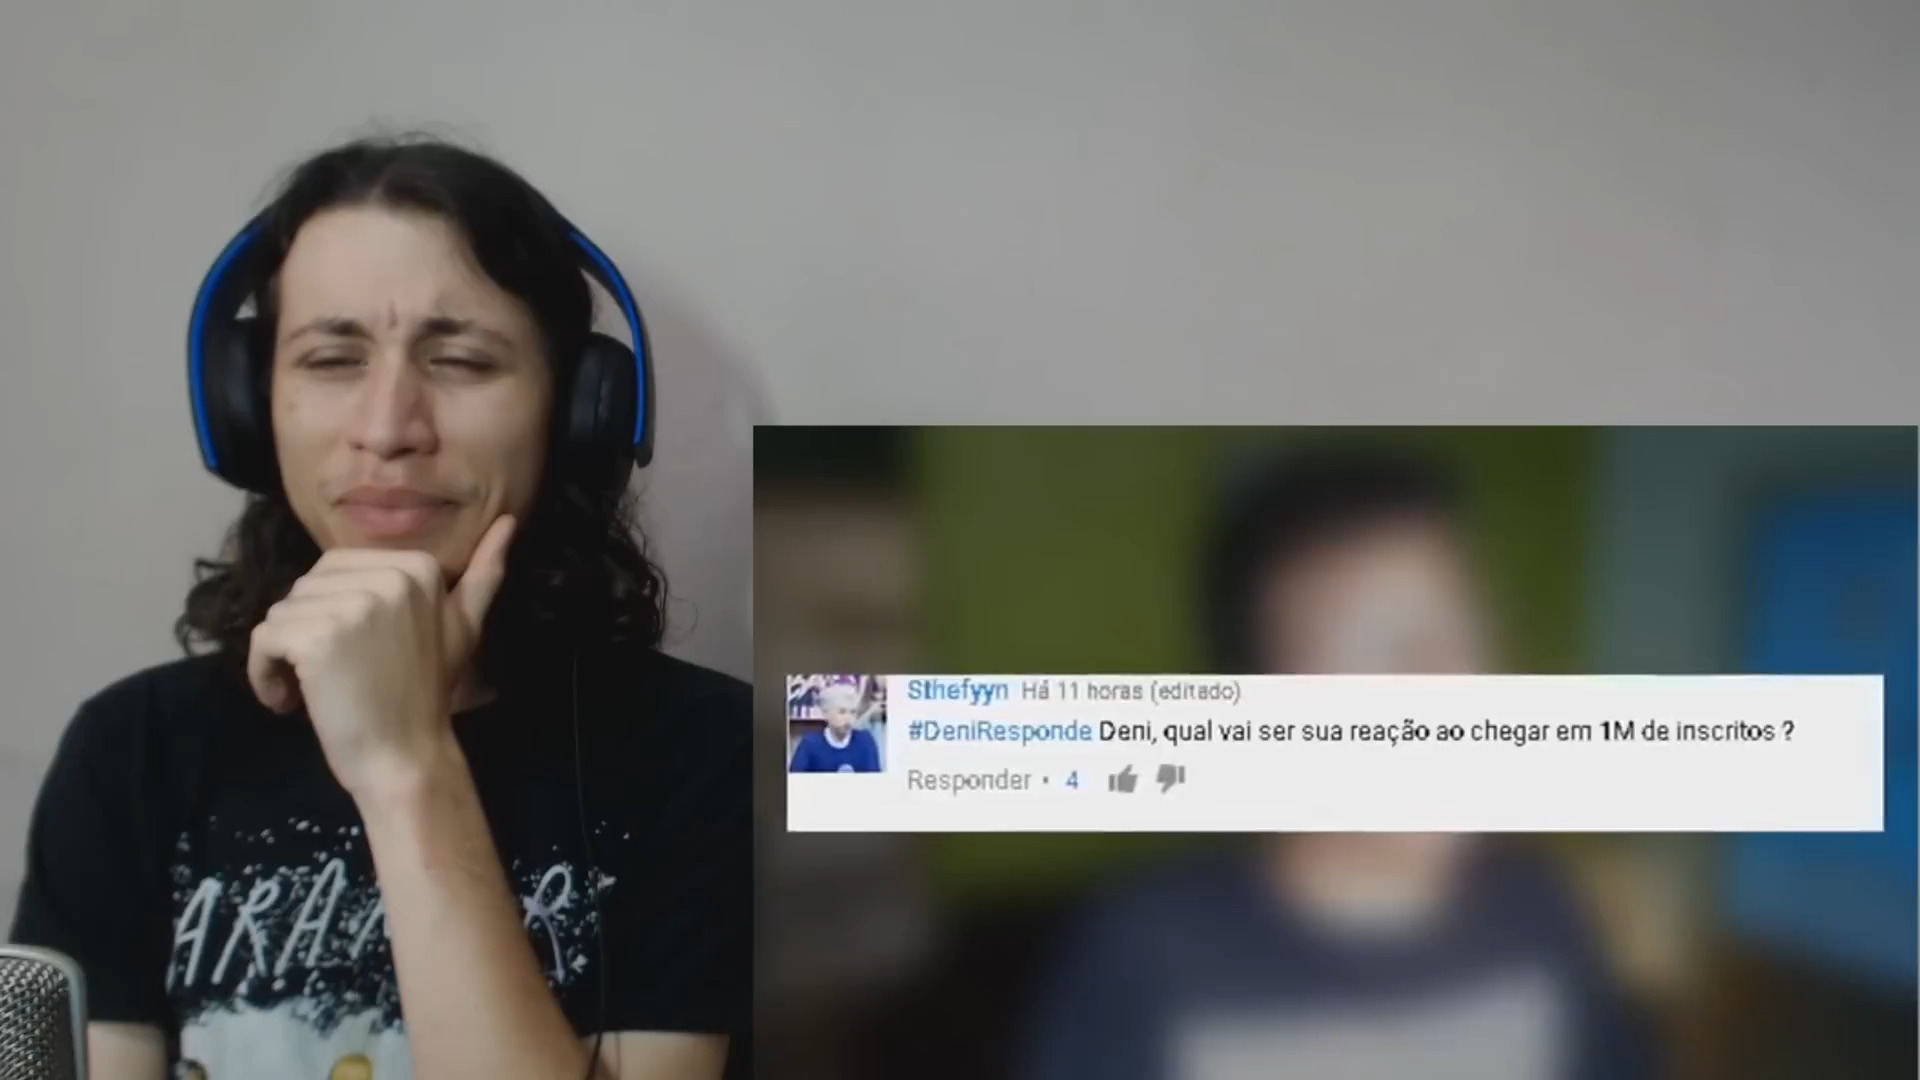 Sthefyyn Há 11 horas (editado)
#DeniResponde Deni, qual vai ser sua reação ao chegar em 1M de inscritos ?
Responder • 4